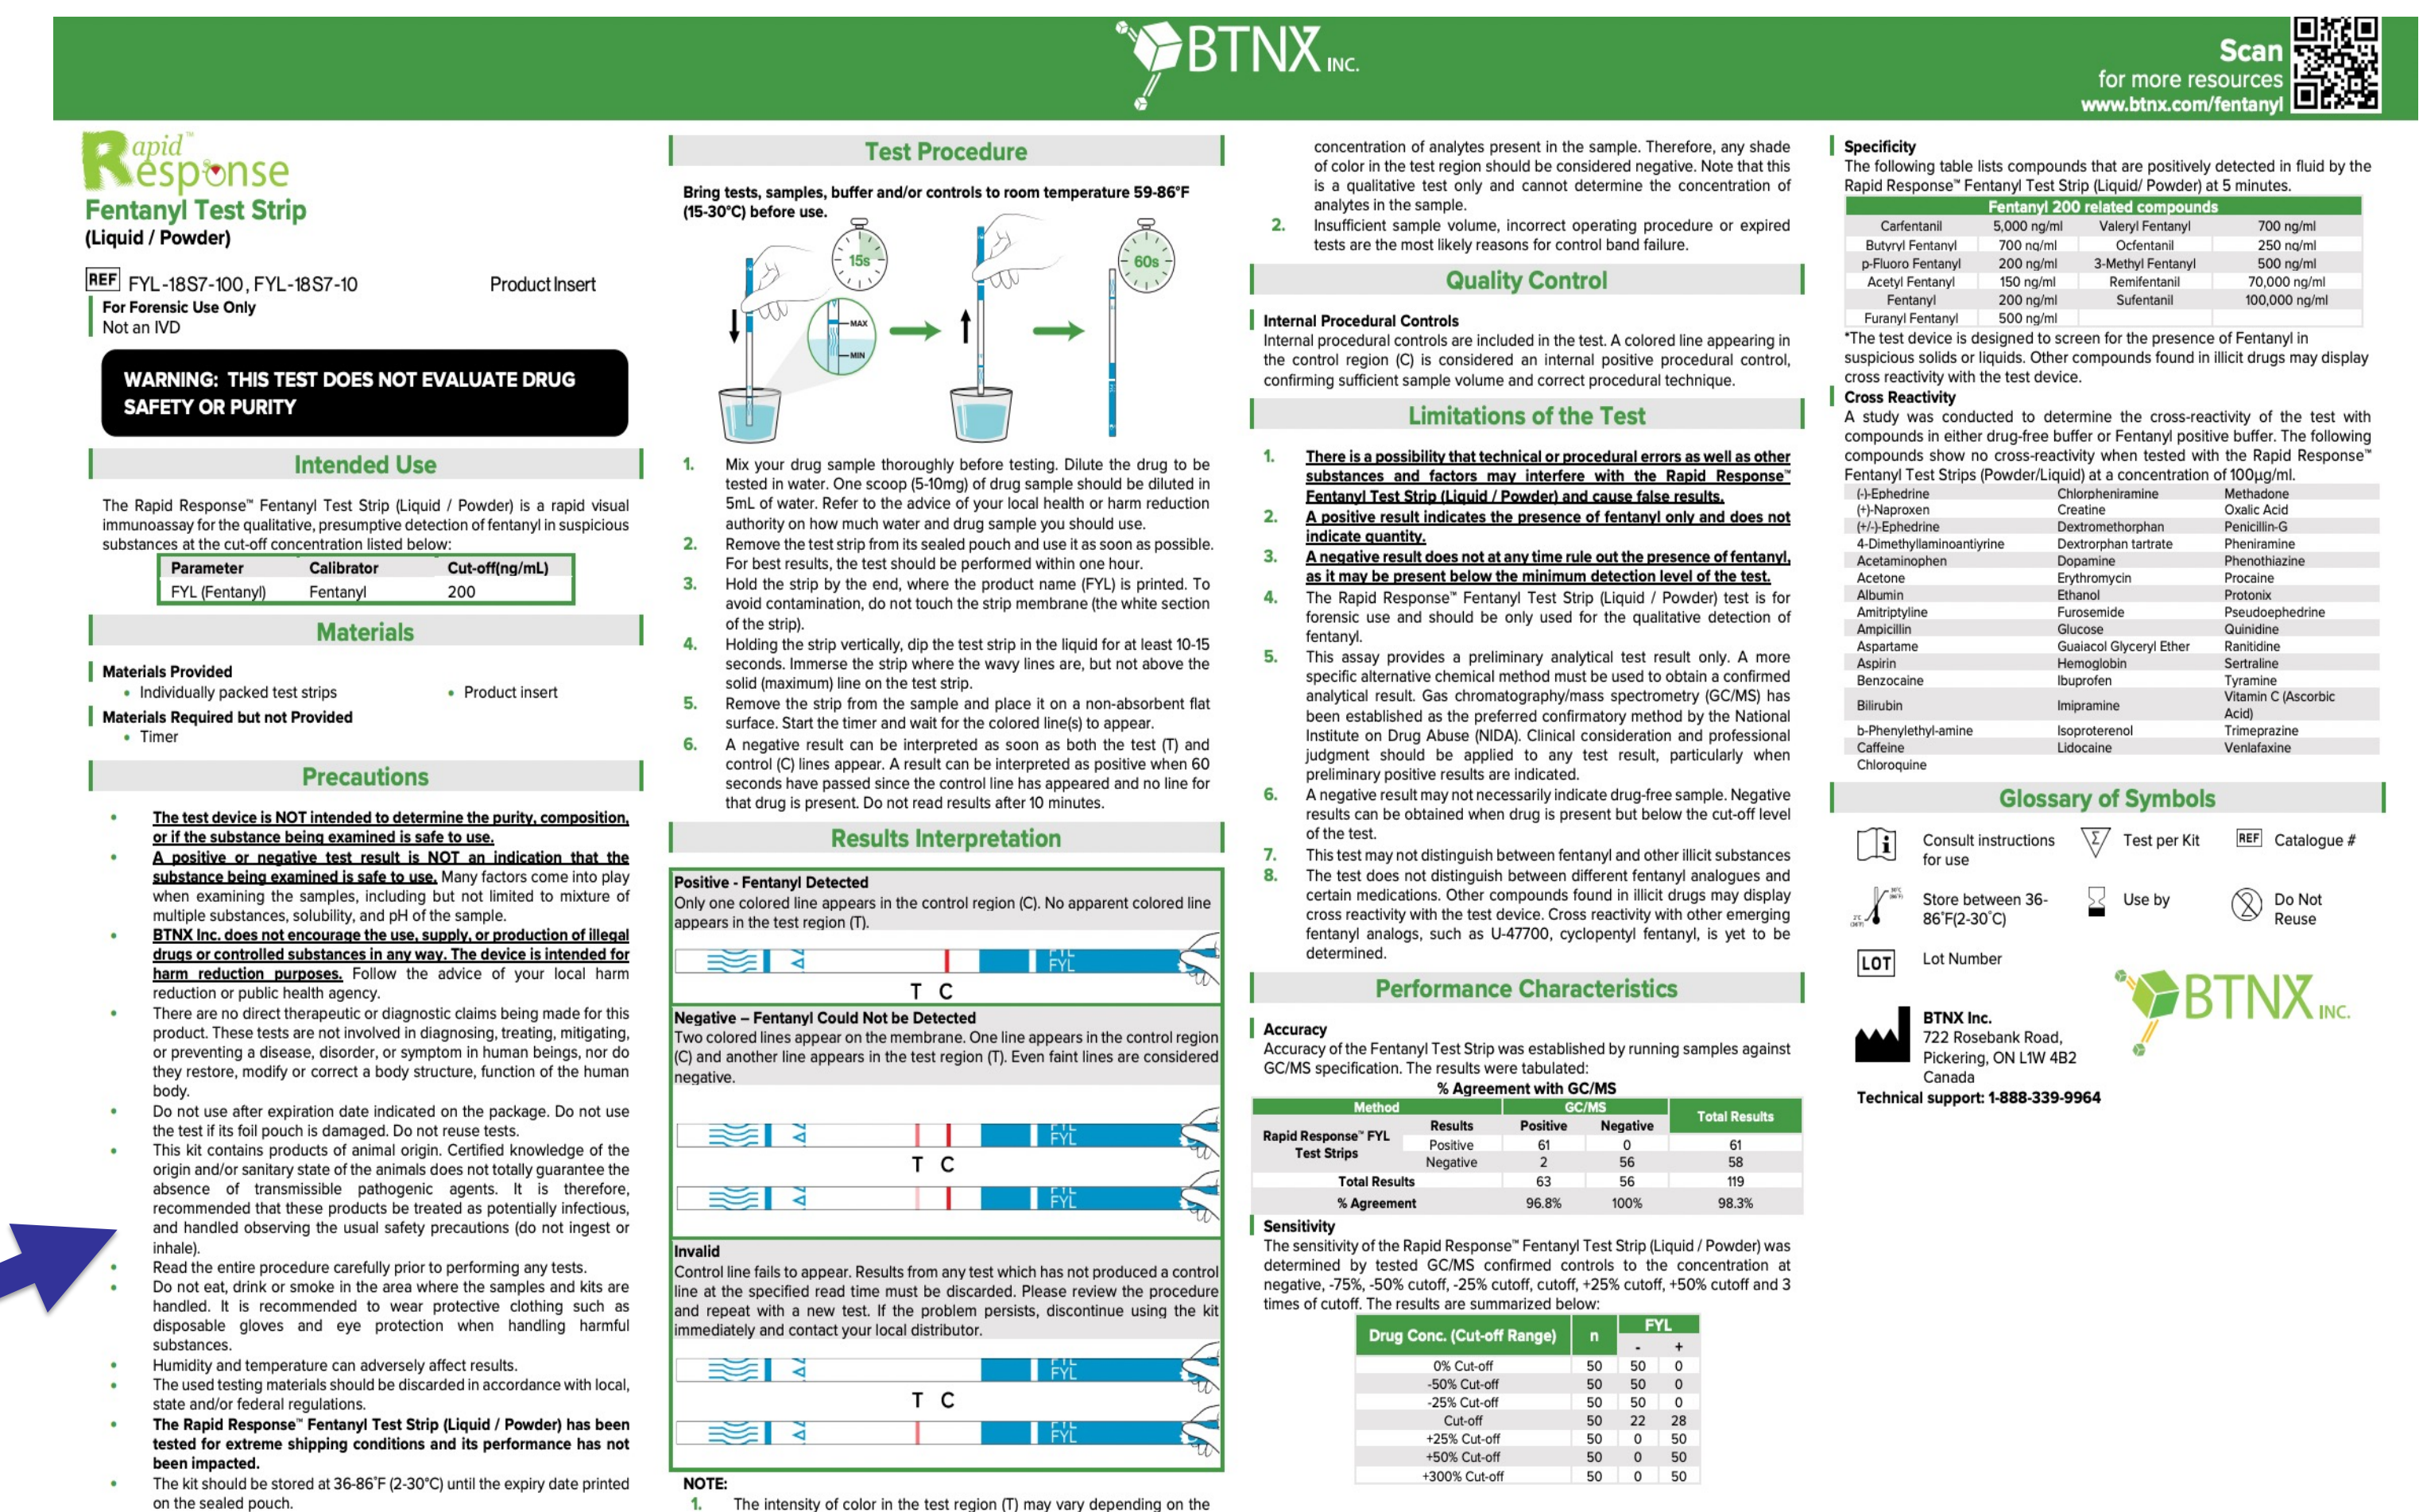 BTNX INC.
Scan
for more resources
www.btnx.com/fentanyl
Rapid™
Response
Fentanyl Test Strip
(Liquid / Powder)
REF FYL-18S7-100, FYL-18S7-10 Product Insert
For Forensic Use Only
Not an IVD
WARNING: THIS TEST DOES NOT EVALUATE DRUG
SAFETY OR PURITY
Intended Use
The Rapid Response™ Fentanyl Test Strip (Liquid / Powder) is a rapid visual
immunoassay for the qualitative, presumptive detection of fentanyl in suspicious
substances at the cut-off concentration listed below:
Parameter Calibrator Cut-off(ng/mL)
FYL (Fentanyl) Fentanyl 200
Materials
Materials Provided
• Individually packed test strips • Product insert
Materials Required but not Provided
• Timer
Precautions
• The test device is NOT intended to determine the purity, composition,
or if the substance being examined is safe to use.
• A positive or negative test result is NOT an indication that the
substance being examined is safe to use. Many factors come into play
when examining the samples, including but not limited to mixture of
multiple substances, solubility, and pH of the sample.
• BTNX Inc. does not encourage the use, supply, or production of illegal
drugs or controlled substances in any way. The device is intended for
harm reduction purposes. Follow the advice of your local harm
reduction or public health agency.
• There are no direct therapeutic or diagnostic claims being made for this
product. These tests are not involved in diagnosing, treating, mitigating,
or preventing a disease, disorder, or symptom in human beings, nor do
they restore, modify or correct a body structure, function of the human
body.
• Do not use after expiration date indicated on the package. Do not use
the test if its foil pouch is damaged. Do not reuse tests.
• This kit contains products of animal origin. Certified knowledge of the
origin and/or sanitary state of the animals does not totally guarantee the
absence of transmissible pathogenic agents. It is therefore,
recommended that these products be treated as potentially infectious,
and handled observing the usual safety precautions (do not ingest or
inhale).
• Read the entire procedure carefully prior to performing any tests.
• Do not eat, drink or smoke in the area where the samples and kits are
handled. It is recommended to wear protective clothing such as
disposable gloves and eye protection when handling harmful
substances.
• Humidity and temperature can adversely affect results.
• The used testing materials should be discarded in accordance with local,
state and/or federal regulations.
• The Rapid Response™ Fentanyl Test Strip (Liquid / Powder) has been
tested for extreme shipping conditions and its performance has not
been impacted.
• The kit should be stored at 36-86°F (2-30°C) until the expiry date printed
on the sealed pouch.
Test Procedure
Bring tests, samples, buffer and/or controls to room temperature 59-86°F
(15-30°C) before use.
15s
60s
MAX
MIN
1. Mix your drug sample thoroughly before testing. Dilute the drug to be
tested in water. One scoop (5-10mg) of drug sample should be diluted in
5mL of water. Refer to the advice of your local health or harm reduction
authority on how much water and drug sample you should use.
2. Remove the test strip from its sealed pouch and use it as soon as possible.
For best results, the test should be performed within one hour.
3. Hold the strip by the end, where the product name (FYL) is printed. To
avoid contamination, do not touch the strip membrane (the white section
of the strip).
4. Holding the strip vertically, dip the test strip in the liquid for at least 10-15
seconds. Immerse the strip where the wavy lines are, but not above the
solid (maximum) line on the test strip.
5. Remove the strip from the sample and place it on a non-absorbent flat
surface. Start the timer and wait for the colored line(s) to appear.
6. A negative result can be interpreted as soon as both the test (T) and
control (C) lines appear. A result can be interpreted as positive when 60
seconds have passed since the control line has appeared and no line for
that drug is present. Do not read results after 10 minutes.
Results Interpretation
Positive - Fentanyl Detected
Only one colored line appears in the control region (C). No apparent colored line
appears in the test region (T).
FYL
T C
Negative – Fentanyl Could Not be Detected
Two colored lines appear on the membrane. One line appears in the control region
(C) and another line appears in the test region (T). Even faint lines are considered
negative.
FYL
T C
FYL
Invalid
Control line fails to appear. Results from any test which has not produced a control
line at the specified read time must be discarded. Please review the procedure
and repeat with a new test. If the problem persists, discontinue using the kit
immediately and contact your local distributor.
FYL
T C
FYL
NOTE:
1. The intensity of color in the test region (T) may vary depending on the
concentration of analytes present in the sample. Therefore, any shade
of color in the test region should be considered negative. Note that this
is a qualitative test only and cannot determine the concentration of
analytes in the sample.
2. Insufficient sample volume, incorrect operating procedure or expired
tests are the most likely reasons for control band failure.
Quality Control
Internal Procedural Controls
Internal procedural controls are included in the test. A colored line appearing in
the control region (C) is considered an internal positive procedural control,
confirming sufficient sample volume and correct procedural technique.
Limitations of the Test
1. There is a possibility that technical or procedural errors as well as other
substances and factors may interfere with the Rapid Response™
Fentanyl Test Strip (Liquid / Powder) and cause false results.
2. A positive result indicates the presence of fentanyl only and does not
indicate quantity.
3. A negative result does not at any time rule out the presence of fentanyl,
as it may be present below the minimum detection level of the test.
4. The Rapid Response™ Fentanyl Test Strip (Liquid / Powder) test is for
forensic use and should be only used for the qualitative detection of
fentanyl.
5. This assay provides a preliminary analytical test result only. A more
specific alternative chemical method must be used to obtain a confirmed
analytical result. Gas chromatography/mass spectrometry (GC/MS) has
been established as the preferred confirmatory method by the National
Institute on Drug Abuse (NIDA). Clinical consideration and professional
judgment should be applied to any test result, particularly when
preliminary positive results are indicated.
6. A negative result may not necessarily indicate drug-free sample. Negative
results can be obtained when drug is present but below the cut-off level
of the test.
7. This test may not distinguish between fentanyl and other illicit substances
8. The test does not distinguish between different fentanyl analogues and
certain medications. Other compounds found in illicit drugs may display
cross reactivity with the test device. Cross reactivity with other emerging
fentanyl analogs, such as U-47700, cyclopentyl fentanyl, is yet to be
determined.
Performance Characteristics
Accuracy
Accuracy of the Fentanyl Test Strip was established by running samples against
GC/MS specification. The results were tabulated:
% Agreement with GC/MS
Method GC/MS Total Results
Rapid Response™ FYL Test Strips Results Positive Negative
Positive 61 0 61
Negative 2 56 58
Total Results 63 56 119
% Agreement 96.8% 100% 98.3%
Sensitivity
The sensitivity of the Rapid Response™ Fentanyl Test Strip (Liquid / Powder) was
determined by tested GC/MS confirmed controls to the concentration at
negative, -75%, -50% cutoff, -25% cutoff, cutoff, +25% cutoff, +50% cutoff and 3
times of cutoff. The results are summarized below:
Drug Conc. (Cut-off Range) n FYL
- +
0% Cut-off 50 50 0
-50% Cut-off 50 50 0
-25% Cut-off 50 50 0
Cut-off 50 22 28
+25% Cut-off 50 0 50
+50% Cut-off 50 0 50
+300% Cut-off 50 0 50
Specificity
The following table lists compounds that are positively detected in fluid by the
Rapid Response™ Fentanyl Test Strip (Liquid/ Powder) at 5 minutes.
Fentanyl 200 related compounds
Carfentanil 5,000 ng/ml Valeryl Fentanyl 700 ng/ml
Butyryl Fentanyl 700 ng/ml Ocfentanil 250 ng/ml
p-Fluoro Fentanyl 200 ng/ml 3-Methyl Fentanyl 500 ng/ml
Acetyl Fentanyl 150 ng/ml Remifentanil 70,000 ng/ml
Fentanyl 200 ng/ml Sufentanil 100,000 ng/ml
Furanyl Fentanyl 500 ng/ml
*The test device is designed to screen for the presence of Fentanyl in
suspicious solids or liquids. Other compounds found in illicit drugs may display
cross reactivity with the test device.
Cross Reactivity
A study was conducted to determine the cross-reactivity of the test with
compounds in either drug-free buffer or Fentanyl positive buffer. The following
compounds show no cross-reactivity when tested with the Rapid Response™
Fentanyl Test Strips (Powder/Liquid) at a concentration of 100µg/ml.
(-)-Ephedrine Chlorpheniramine Methadone
(+)-Naproxen Creatine Oxalic Acid
(+/-)-Ephedrine Dextromethorphan Penicillin-G
4-Dimethyllaminoantiyrine Dextrorphan tartrate Pheniramine
Acetaminophen Dopamine Phenothiazine
Acetone Erythromycin Procaine
Albumin Ethanol Protonix
Amitriptyline Furosemide Pseudoephedrine
Ampicillin Glucose Quinidine
Aspartame Guaiacol Glyceryl Ether Ranitidine
Aspirin Hemoglobin Sertraline
Benzocaine Ibuprofen Tyramine
Bilirubin Imipramine Vitamin C (Ascorbic Acid)
b-Phenylethyl-amine Isoproterenol Trimeprazine
Caffeine Lidocaine Venlafaxine
Chloroquine
Glossary of Symbols
Consult instructions for use
Test per Kit
REF Catalogue #
Store between 36-86°F(2-30°C)
Use by
Do Not Reuse
LOT Lot Number
BTNX INC.
BTNX Inc.
722 Rosebank Road,
Pickering, ON L1W 4B2
Canada
Technical support: 1-888-339-9964